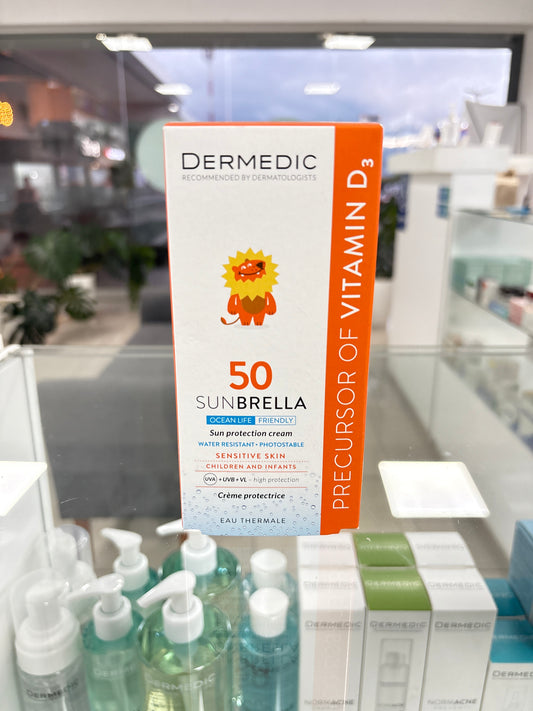 DERMEDIC
RECOMMENDED BY DERMATOLOGISTS
50
SUNBRELLA
OCEAN LIFE FRIENDLY
Sun protection cream
WATER RESISTANT • PHOTOSTABLE
SENSITIVE SKIN
CHILDREN AND INFANTS
UVA + UVB + VL – high protection
Crème protectrice
EAU THERMALE
PRECURSOR OF VITAMIN D₃
DERMEDIC
DERMEDIC
DERMEDIC
DERMEDIC
DERMEDIC
DERMEDIC
NORMACNE
NORMACNE